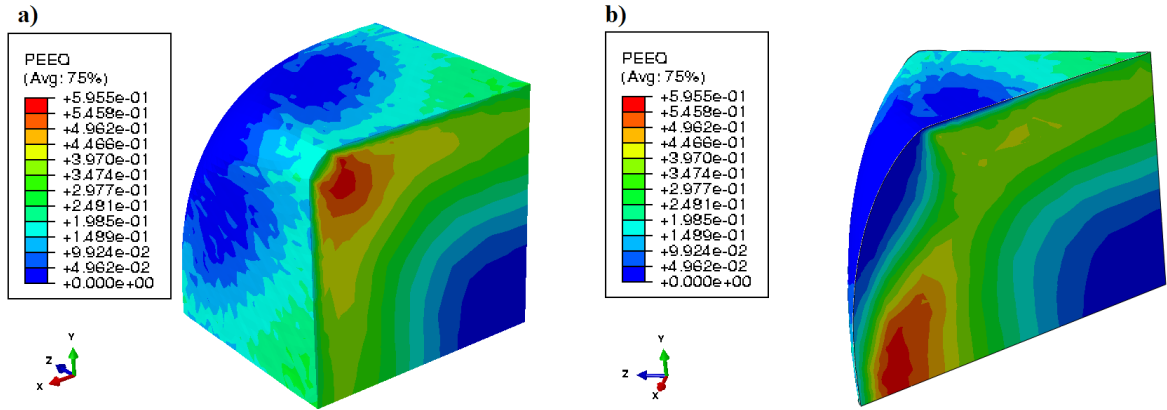 a)
PEEQ
(Avg: 75%)
+5.955e-01
+5.458e-01
+4.962e-01
+4.466e-01
+3.970e-01
+3.474e-01
+2.977e-01
+2.481e-01
+1.985e-01
+1.489e-01
+9.924e-02
+4.962e-02
+0.000e+00
Y
Z
X
b)
PEEQ
(Avg: 75%)
+5.955e-01
+5.458e-01
+4.962e-01
+4.466e-01
+3.970e-01
+3.474e-01
+2.977e-01
+2.481e-01
+1.985e-01
+1.489e-01
+9.924e-02
+4.962e-02
+0.000e+00
Y
Z
X